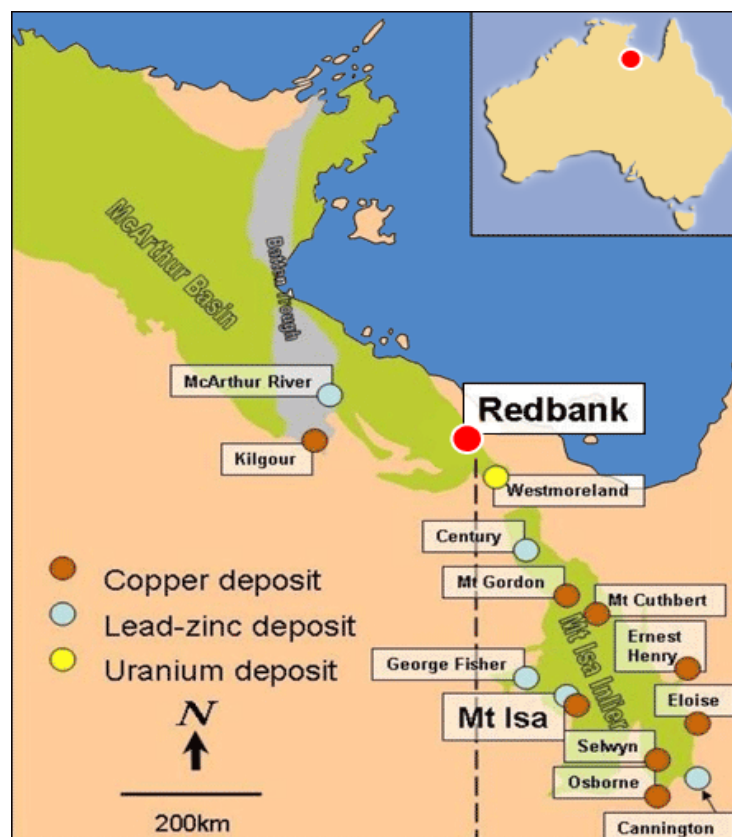 McArthur Basin
Batten Trough
McArthur River
Redbank
Kilgour
Westmoreland
Century
Mt Gordon
Mt Cuthbert
Ernest
Henry
Mt Isa Inlier
George Fisher
Eloise
Mt Isa
Selwyn
Osborne
Cannington
Copper deposit
Lead-zinc deposit
Uranium deposit
N
200km